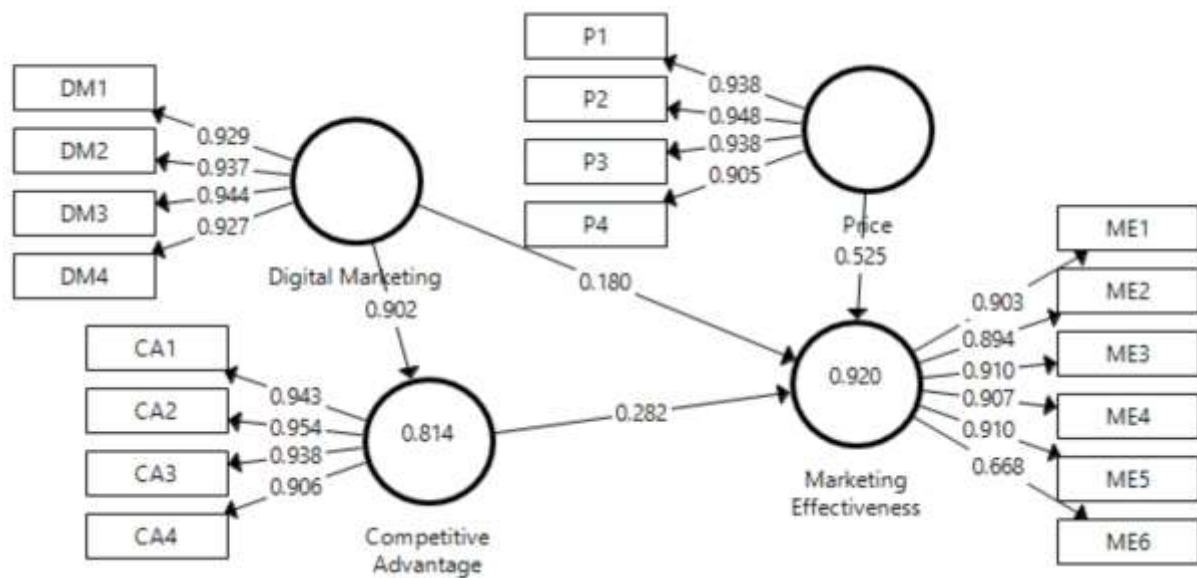 P1
0.938
DM1
P2
0.948
0.929
DM2
0.938
0.937
P3
DM3
0.944
0.905
0.927
P4
Price
ME1
DM4
Digital Marketing
0.180
0.525
0.902
0.903
ME2
0.894
CA1
0.943
0.920
0.910
ME3
CA2
0.954
0.814
0.282
0.907
ME4
0.938
CA3
0.910
0.906
0.668
ME5
CA4
Competitive
Advantage
Marketing
Effectiveness
ME6